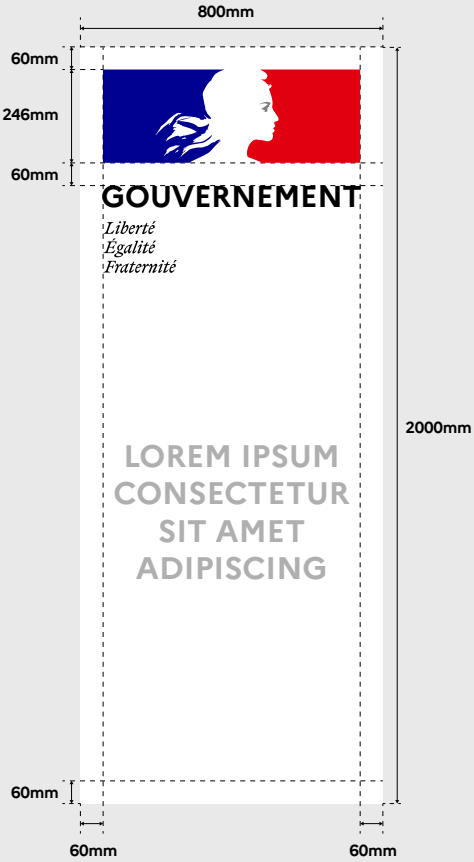 800mm
60mm
246mm
60mm
GOUVERNEMENT
Liberté
Égalité
Fraternité
2000mm
LOREM IPSUM
CONSECTETUR
SIT AMET
ADIPISCING
60mm
60mm
60mm